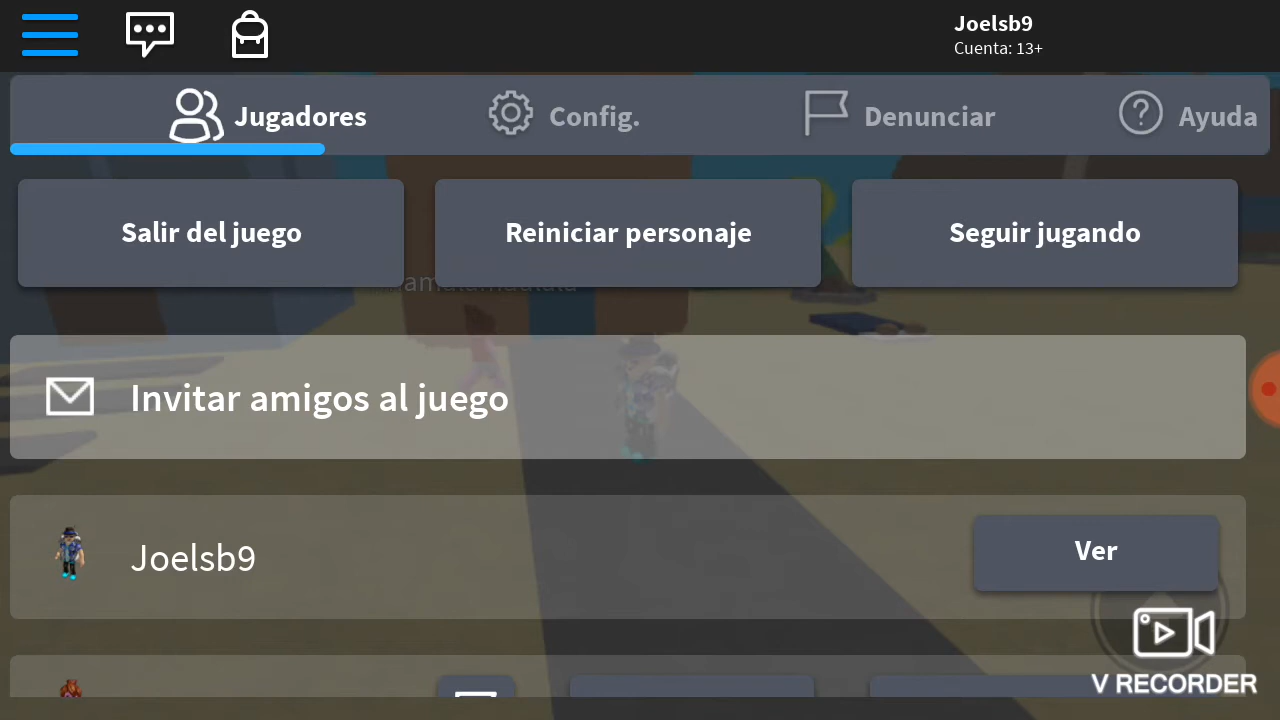 Joelsb9
Cuenta: 13+
Jugadores
Config.
Denunciar
Ayuda
Salir del juego
Reiniciar personaje
Seguir jugando
Invitar amigos al juego
Joelsb9
Ver
V RECORDER